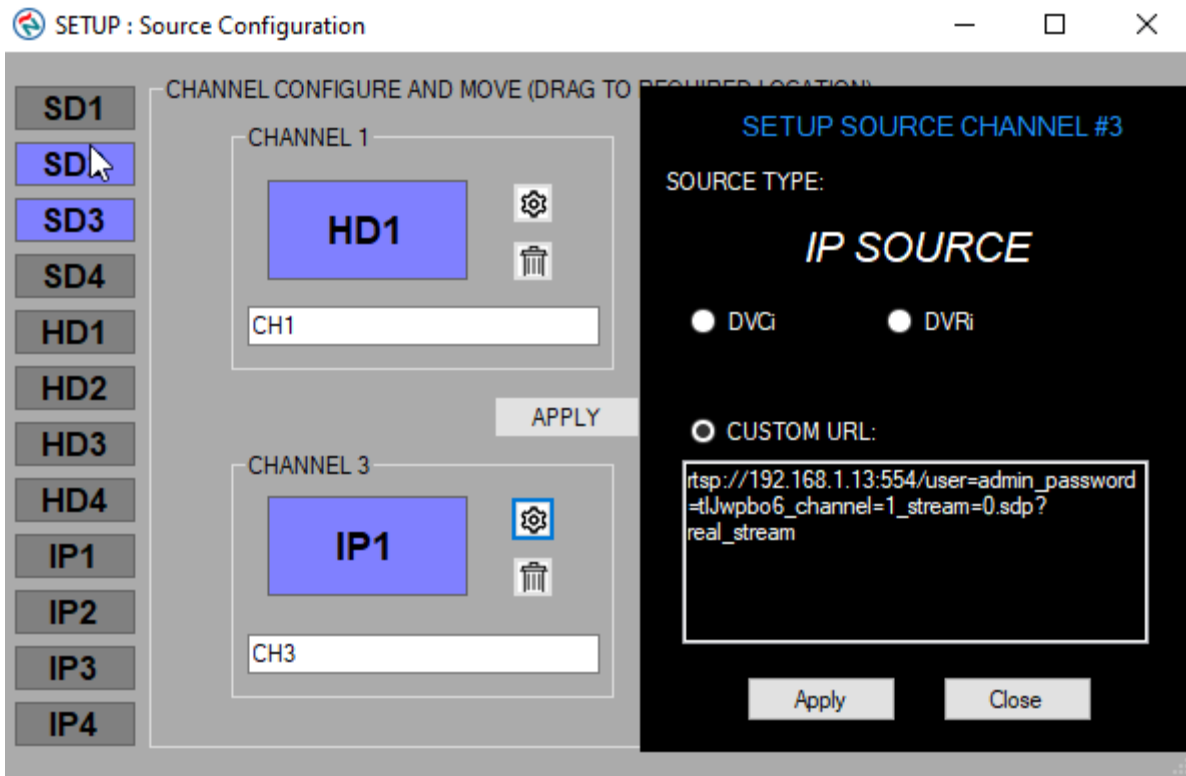 SETUP : Source Configuration
SD1
SD
SD3
SD4
HD1
HD2
HD3
HD4
IP1
IP2
IP3
IP4
CHANNEL CONFIGURE AND MOVE (DRAG TO REQUIRED LOCATION)
CHANNEL 1
HD1
CH1
APPLY
CHANNEL 3
IP1
CH3
SETUP SOURCE CHANNEL #3
SOURCE TYPE:
IP SOURCE
DVCi DVRi
CUSTOM URL:
rtsp://192.168.1.13:554/user=admin_password
=tlJwpbo6_channel=1_stream=0.sdp?
real_stream
Apply Close